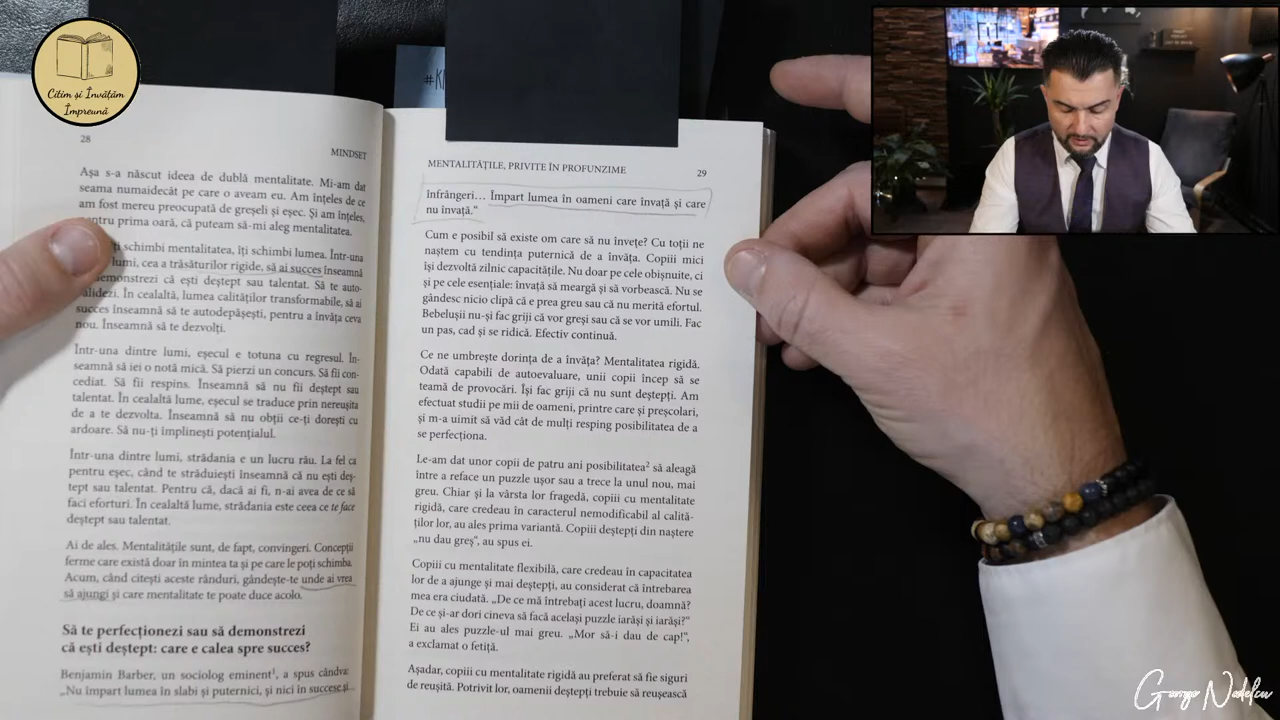 Citim și Învățăm
Împreună
#K
28
MINDSET
Așa s-a născut ideea de dublă mentalitate. Mi-am dat
seama numaidecât pe care o aveam eu. Am înțeles de ce
am fost mereu preocupată de greșeli și eșec. Și am înțeles,
pentru prima oară, că puteam să-mi aleg mentalitatea.
îți schimbi mentalitatea, îți schimbi lumea. Într-una
lumi, cea a trăsăturilor rigide, să ai succes înseamnă
demonstrezi că ești deștept sau talentat. Să te auto-
validezi. În cealaltă, lumea calităților transformabile, să ai
succes înseamnă să te autodepășești, pentru a învăța ceva
nou. Înseamnă să te dezvolți.
Într-una dintre lumi, eșecul e totuna cu regresul. În-
seamnă să iei o notă mică. Să pierzi un concurs. Să fii con-
cediat. Să fii respins. Înseamnă să nu fii deștept sau
talentat. În cealaltă lume, eșecul se traduce prin nereușita
de a te dezvolta. Înseamnă să nu obții ce-ți dorești cu
ardoare. Să nu-ți împlinești potențialul.
Într-una dintre lumi, strădania e un lucru rău. La fel ca
pentru eșec, când te străduiești înseamnă că nu ești deș-
tept sau talentat. Pentru că, dacă ai fi, n-ai avea de ce să
faci eforturi. În cealaltă lume, strădania este ceea ce te face
deștept sau talentat.
Ai de ales. Mentalitățile sunt, de fapt, convingeri. Concepții
ferme care există doar în mintea ta și pe care le poți schimba.
Acum, când citești aceste rânduri, gândește-te unde ai vrea
să ajungi și care mentalitate te poate duce acolo.
Să te perfecționezi sau să demonstrezi
că ești deștept: care e calea spre succes?
Benjamin Barber, un sociolog eminent¹, a spus cândva:
„Nu împart lumea în slabi și puternici, și nici în succese și
MENTALITĂȚILE, PRIVITE ÎN PROFUNZIME
29
înfrângeri… Împart lumea în oameni care învață și care
nu învață.”
Cum e posibil să existe om care să nu învețe? Cu toții ne
naștem cu tendința puternică de a învăța. Copiii mici
își dezvoltă zilnic capacitățile. Nu doar pe cele obișnuite, ci
și pe cele esențiale: învață să meargă și să vorbească. Nu se
gândesc nicio clipă că e prea greu sau că nu merită efortul.
Bebelușii nu-și fac griji că vor greși sau că se vor umili. Fac
un pas, cad și se ridică. Efectiv continuă.
Ce ne umbrește dorința de a învăța? Mentalitatea rigidă.
Odată capabili de autoevaluare, unii copii încep să se
teamă de provocări. Își fac griji că nu sunt deștepți. Am
efectuat studii pe mii de oameni, printre care și preșcolari,
și m-a uimit să văd cât de mulți resping posibilitatea de a
se perfecționa.
Le-am dat unor copii de patru ani posibilitatea² să aleagă
între a reface un puzzle ușor sau a trece la unul nou, mai
greu. Chiar și la vârsta lor fragedă, copiii cu mentalitate
rigidă, care credeau în caracterul nemodificabil al calită-
ților lor, au ales prima variantă. Copiii deștepți din naștere
„nu dau greș”, au spus ei.
Copiii cu mentalitate flexibilă, care credeau în capacitatea
lor de a ajunge și mai deștepți, au considerat că întrebarea
mea era ciudată. „De ce mă întrebați acest lucru, doamnă?
De ce și-ar dori cineva să facă același puzzle iarăși și iarăși?”
Ei au ales puzzle-ul mai greu. „Mor să-i dau de cap!”,
a exclamat o fetiță.
Așadar, copiii cu mentalitate rigidă au preferat să fie siguri
de reușită. Potrivit lor, oamenii deștepți trebuie să reușească